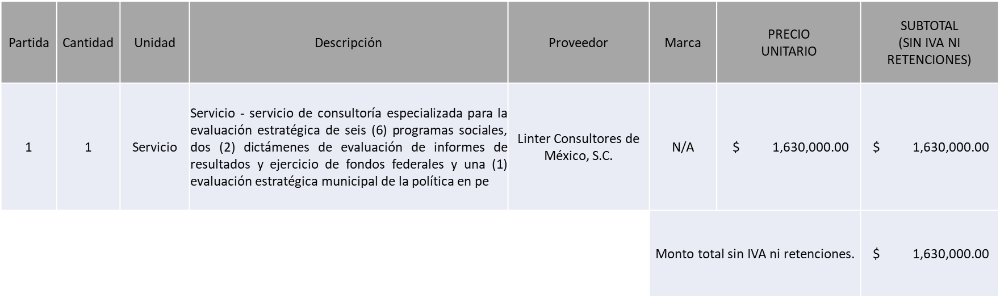 Partida Cantidad Unidad Descripción Proveedor Marca PRECIO
UNITARIO SUBTOTAL
(SIN IVA NI
RETENCIONES)
1 1 Servicio Servicio - servicio de consultoría especializada para la
evaluación estratégica de seis (6) programas sociales,
dos (2) dictámenes de evaluación de informes de
resultados y ejercicio de fondos federales y una (1)
evaluación estratégica municipal de la política en pe
Linter Consultores de
México, S.C.
N/A $ 1,630,000.00 $ 1,630,000.00
Monto total sin IVA ni retenciones. $ 1,630,000.00